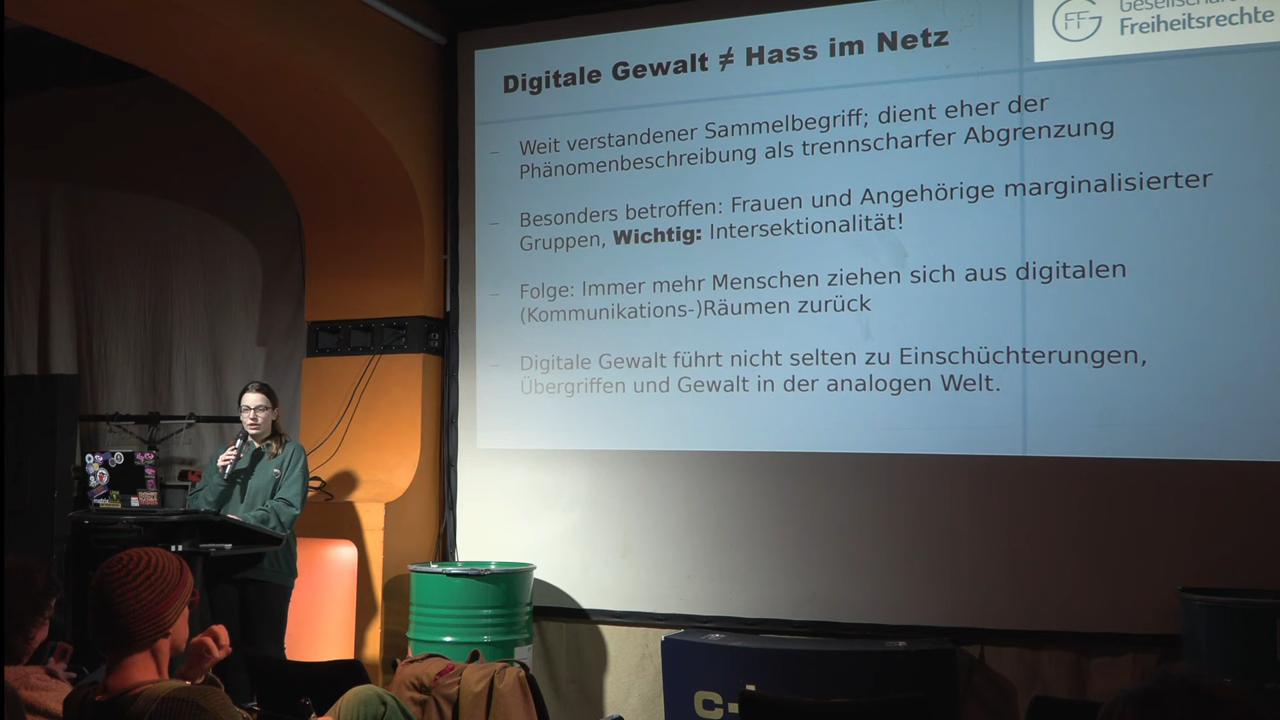 Gesellschaft
Freiheitsrechte
GFF
Digitale Gewalt ≠ Hass im Netz
– Weit verstandener Sammelbegriff; dient eher der
Phänomenbeschreibung als trennscharfer Abgrenzung
– Besonders betroffen: Frauen und Angehörige marginalisierter
Gruppen, Wichtig: Intersektionalität!
– Folge: Immer mehr Menschen ziehen sich aus digitalen
(Kommunikations-)Räumen zurück
– Digitale Gewalt führt nicht selten zu Einschüchterungen,
Übergriffen und Gewalt in der analogen Welt.
c-